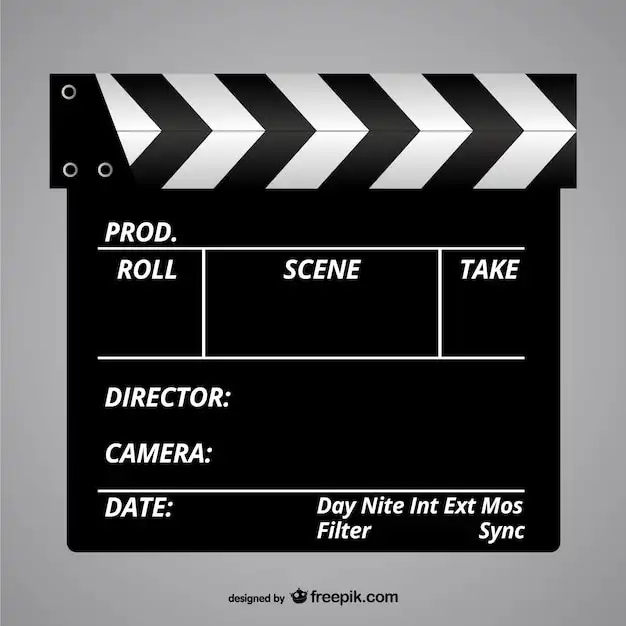 PROD.
ROLL SCENE TAKE
DIRECTOR:
CAMERA:
DATE: Day Nite Int Ext Mos
Filter Sync
designed by freepik.com